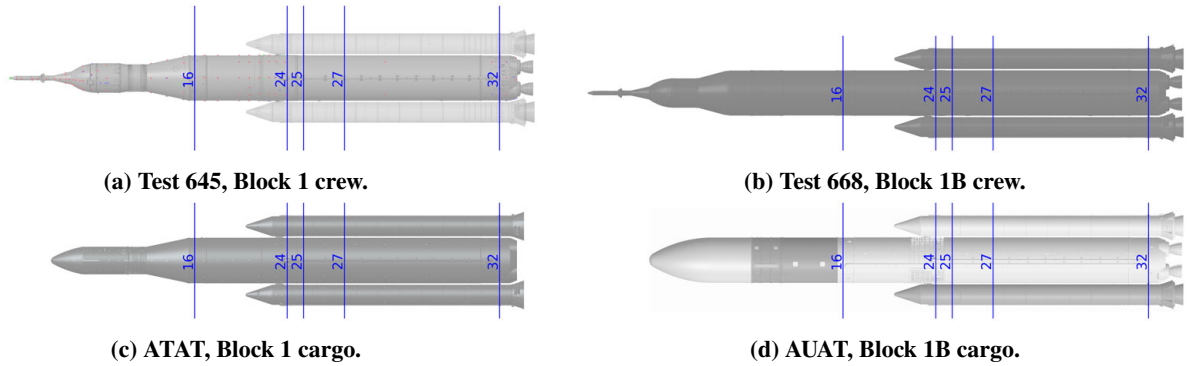 16 24 25 27 32
16 24 25 27 32
(a) Test 645, Block 1 crew.
(b) Test 668, Block 1B crew.
16 24 25 27 32
16 24 25 27 32
(c) ATAT, Block 1 cargo.
(d) AUAT, Block 1B cargo.